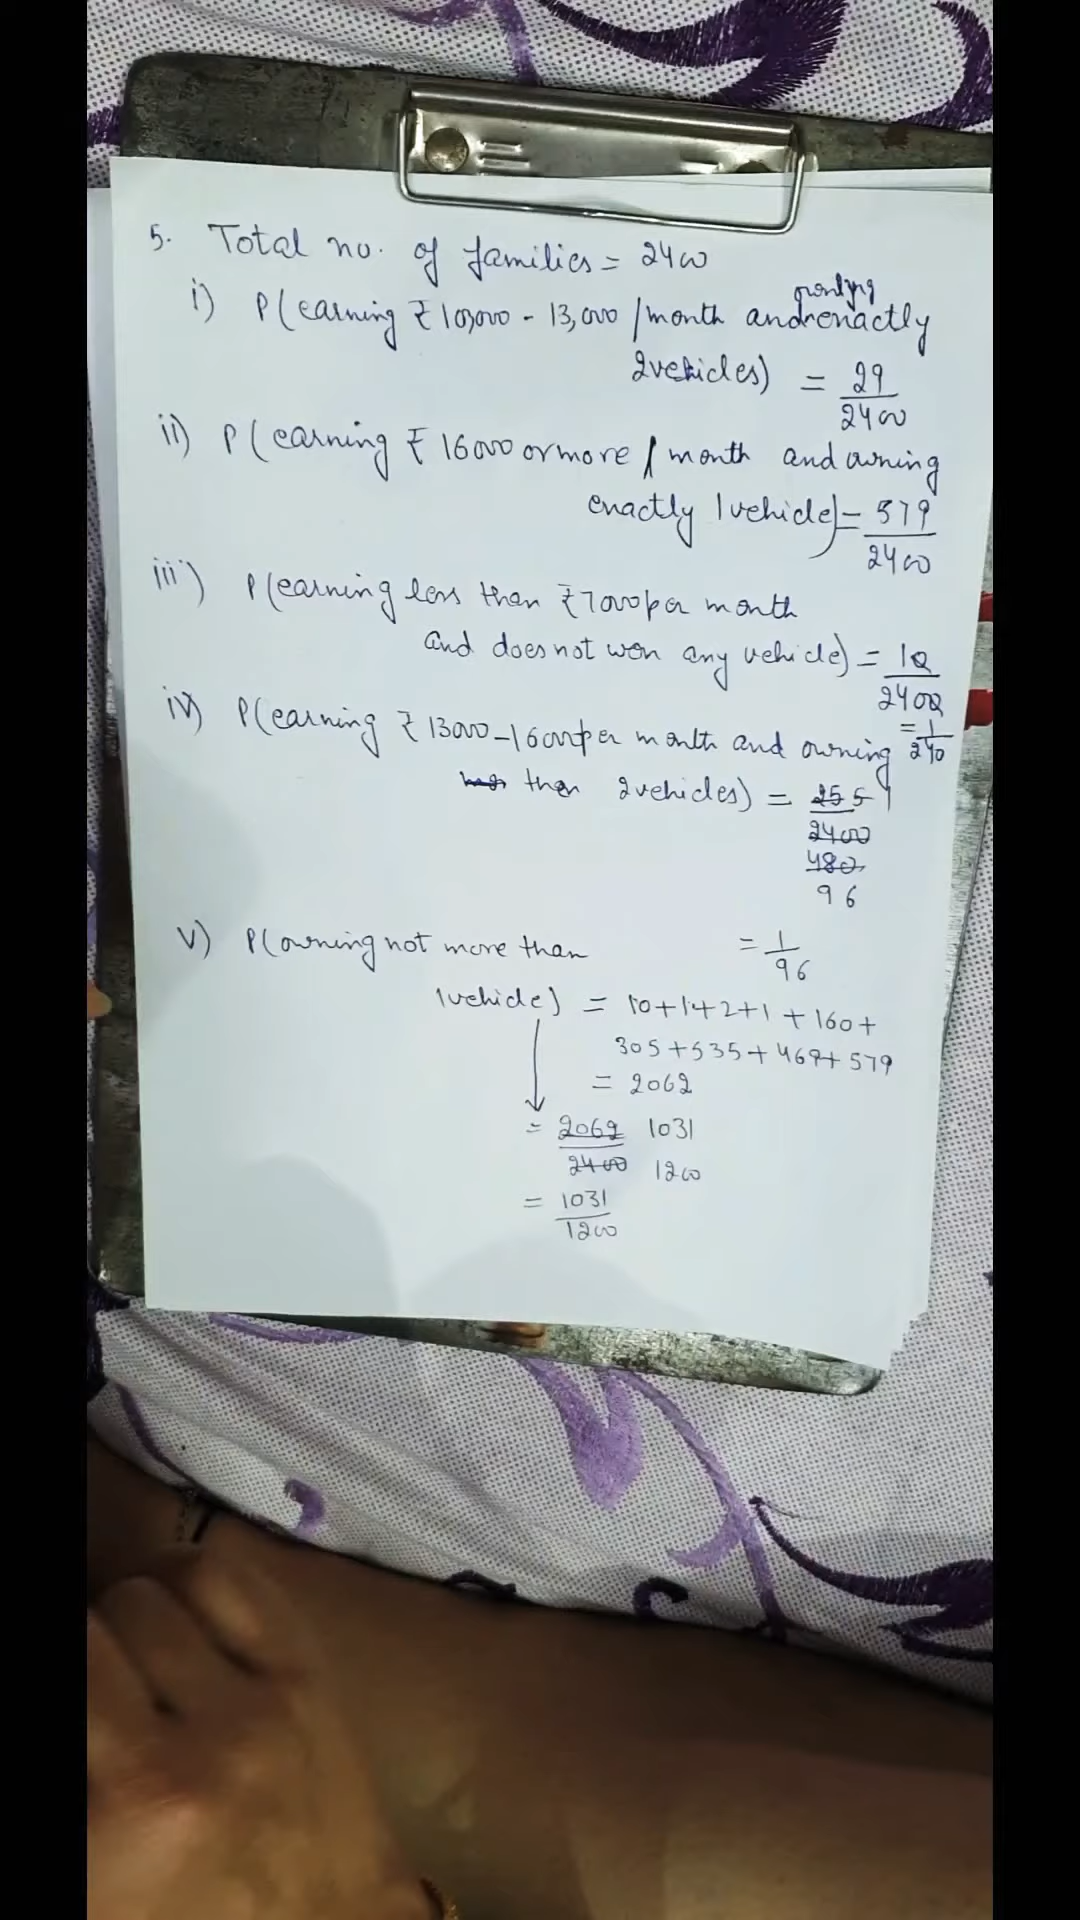 5. Total no. of families = 2400
i) P(earning ₹10,000 - 13,000 /month and exactly
2vehicles) = 29/2400
ii) P(earning ₹16000 or more / month and owning
exactly 1vehicle) = 579/2400
iii) P(earning less than ₹7000 per month
and does not won any vehicle) = 10/2400
= 1/240
iv) P(earning ₹13000-16000 per month and owning
than 2vehicles) = 25 5 1
2400
480
96
= 1/96
v) P(owning not more than
1vehicle) = 10+1+2+1+160+
305+535+469+579
= 2062
= 2062/2400 1031
1200
= 1031/1200